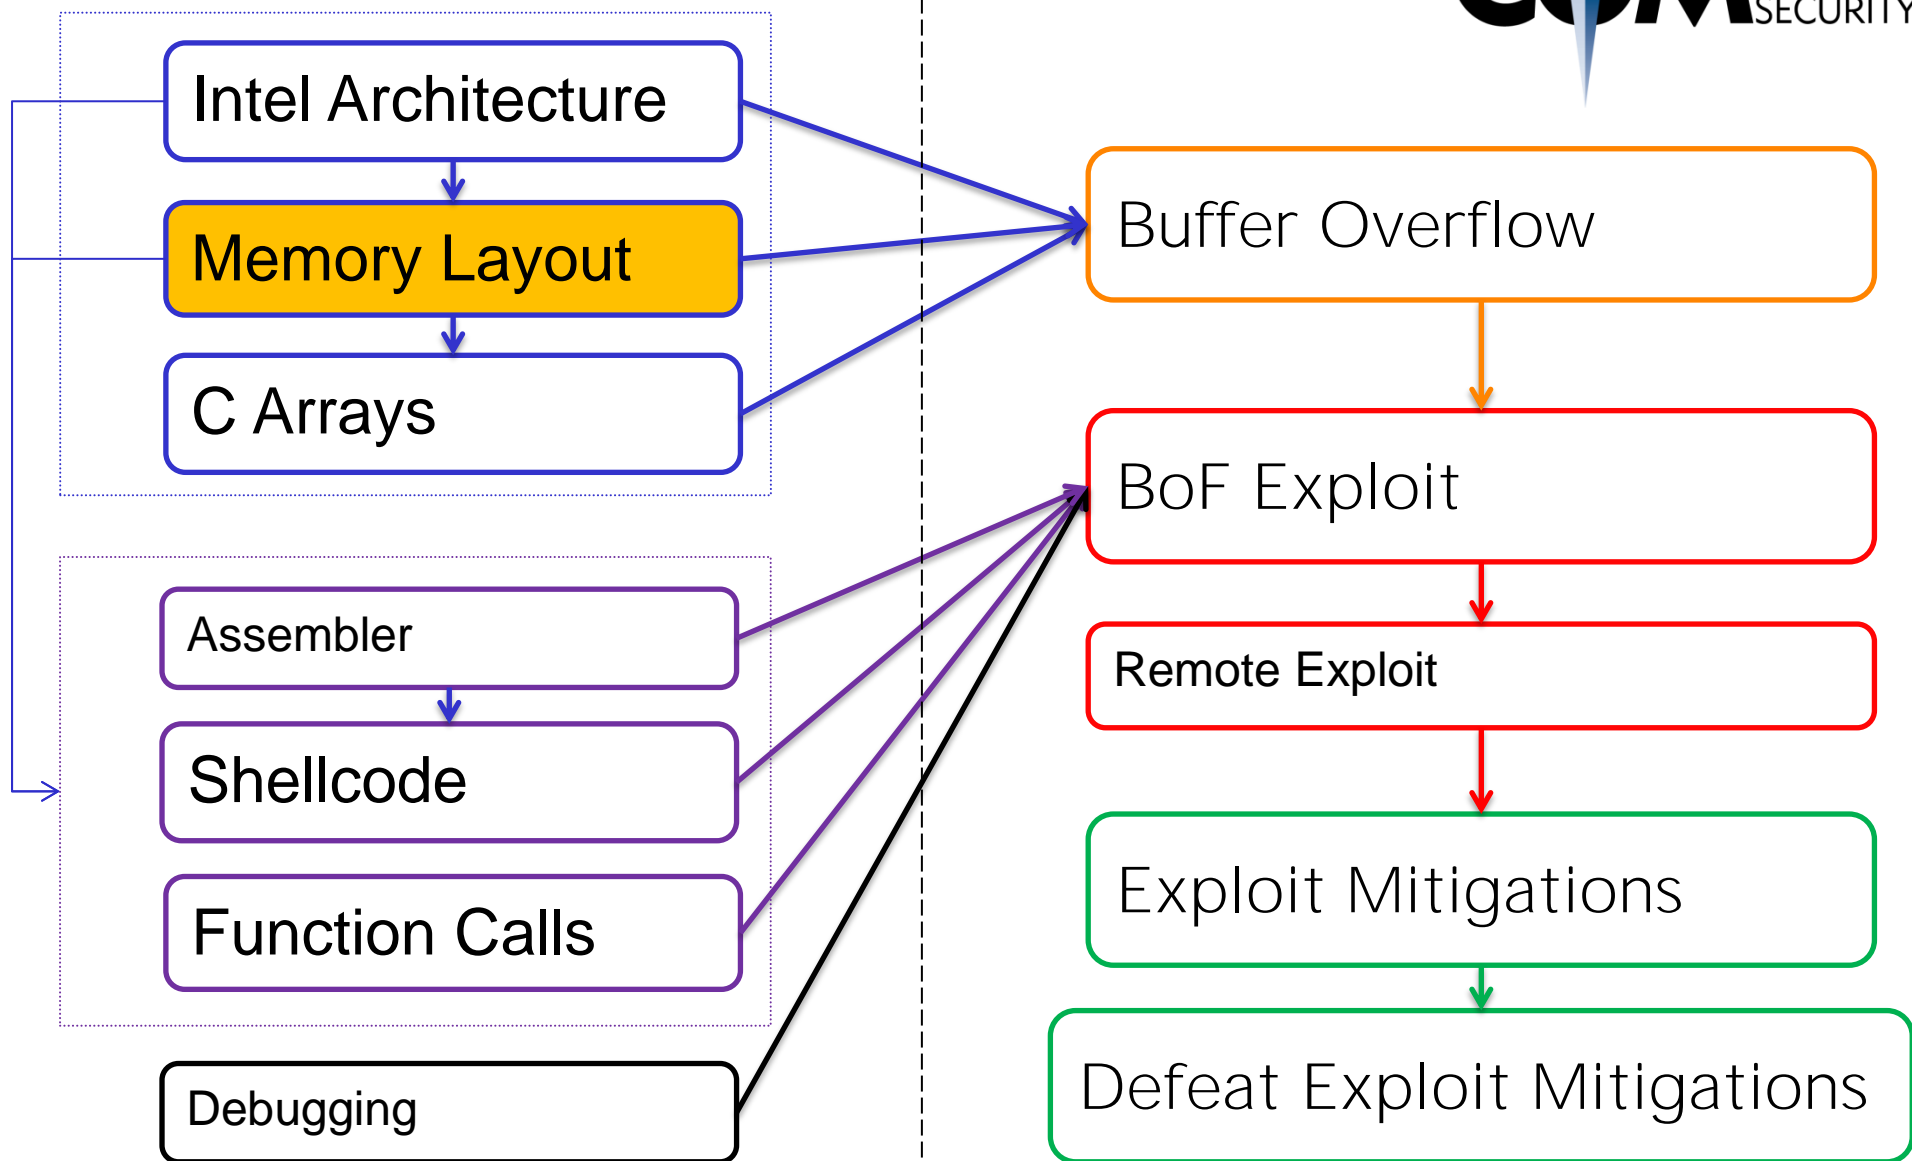 COM
SECURITY
Intel Architecture
Memory Layout
C Arrays
Assembler
Shellcode
Function Calls
Debugging
Buffer Overflow
BoF Exploit
Remote Exploit
Exploit Mitigations
Defeat Exploit Mitigations